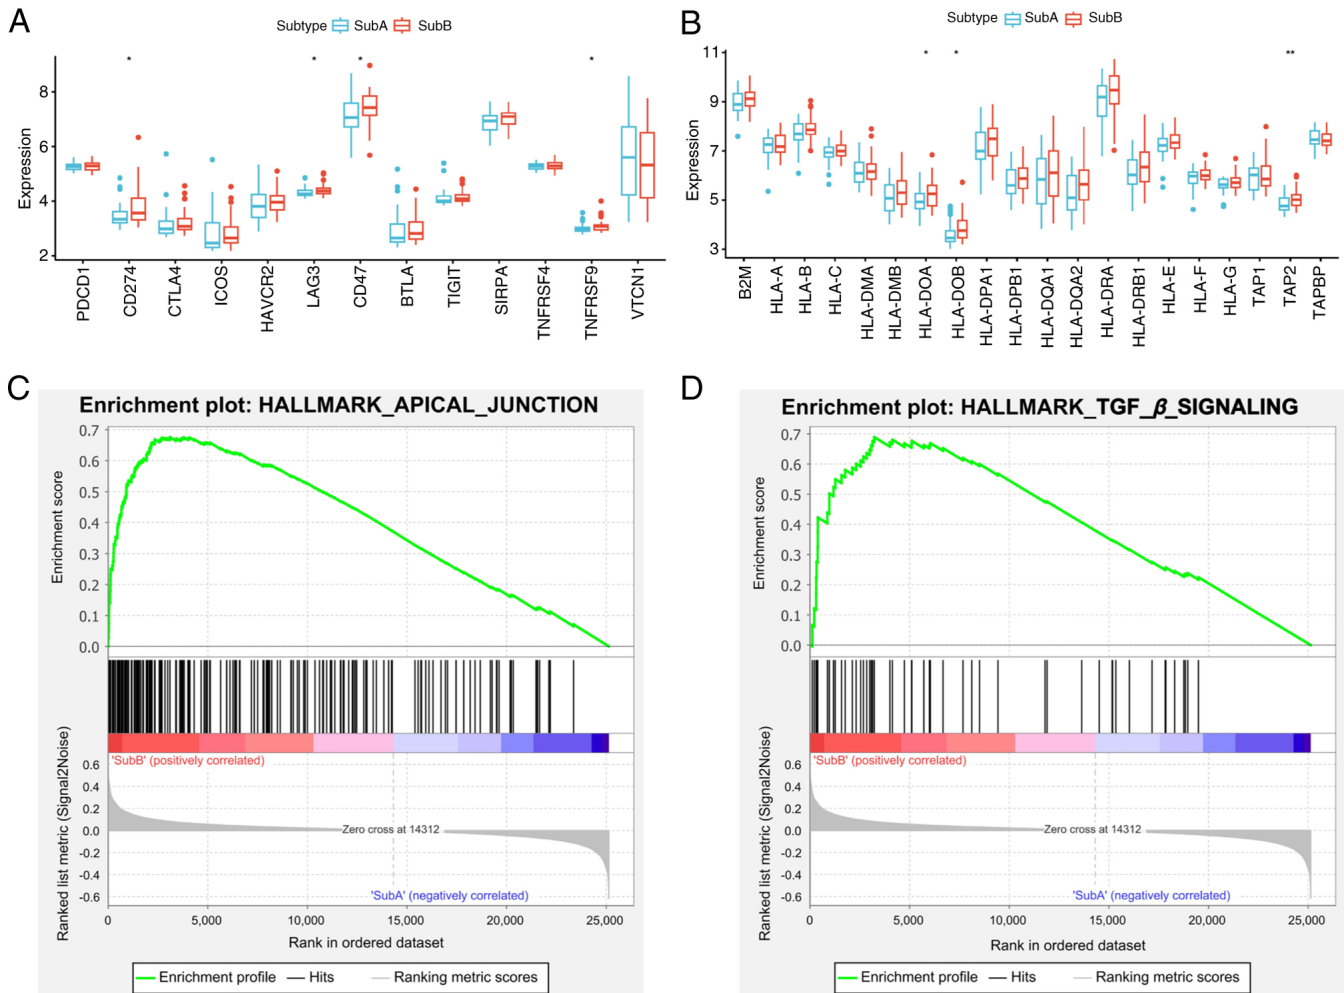 A
Subtype SubA SubB
* * * *
Expression
8
6
4
2
PDCD1
CD274
CTLA4
ICOS
HAVCR2
LAG3
CD47
BTLA
TIGIT
SIRPA
TNFRSF4
TNFRSF9
VTCN1
B
Subtype SubA SubB
* * **
Expression
11
9
7
5
3
B2M
HLA-A
HLA-B
HLA-C
HLA-DMA
HLA-DMB
HLA-DOA
HLA-DOB
HLA-DPA1
HLA-DPB1
HLA-DQA1
HLA-DQA2
HLA-DRA
HLA-DRB1
HLA-E
HLA-F
HLA-G
TAP1
TAP2
TAPBP
C
Enrichment plot: HALLMARK_APICAL_JUNCTION
Enrichment score
0.7
0.6
0.5
0.4
0.3
0.2
0.1
0.0
'SubB' (positively correlated)
Ranked list metric (Signal2Noise)
0.6
0.4
0.2
0.0
-0.2
-0.4
-0.6
Zero cross at 14312
'SubA' (negatively correlated)
0 5,000 10,000 15,000 20,000 25,000
Rank in ordered dataset
Enrichment profile Hits Ranking metric scores
D
Enrichment plot: HALLMARK_TGF_β_SIGNALING
Enrichment score
0.7
0.6
0.5
0.4
0.3
0.2
0.1
0.0
'SubB' (positively correlated)
Ranked list metric (Signal2Noise)
0.6
0.4
0.2
0.0
-0.2
-0.4
-0.6
Zero cross at 14312
'SubA' (negatively correlated)
0 5,000 10,000 15,000 20,000 25,000
Rank in ordered dataset
Enrichment profile Hits Ranking metric scores